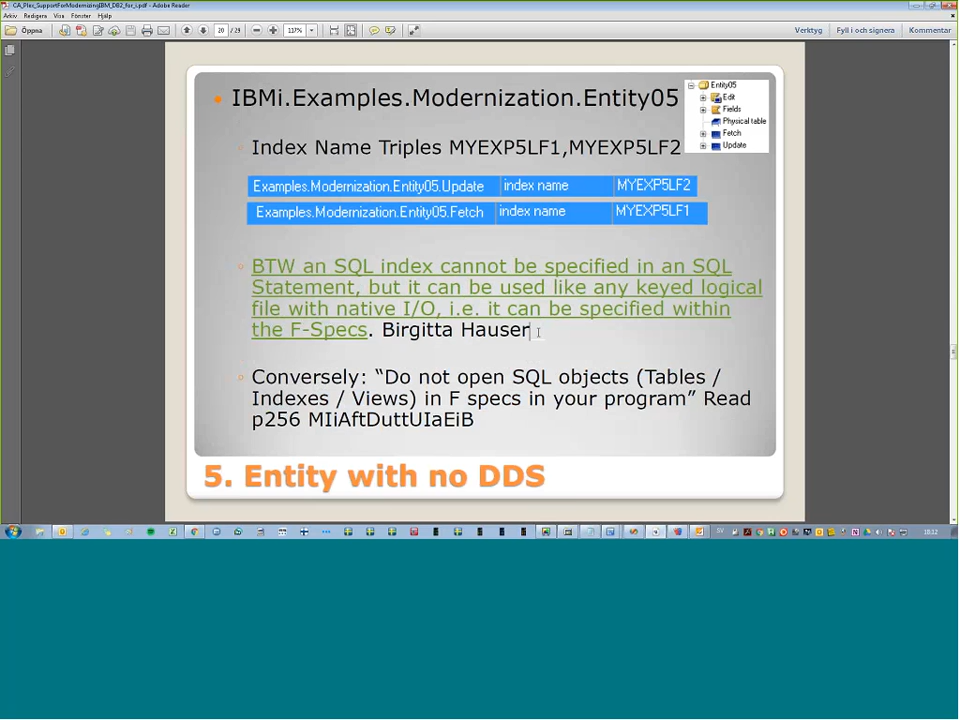 CA_Plex_SupportForModernizingIBM_DB2_for_i.pdf - Adobe Reader
Arkiv Redigera Visa Fönster Hjälp
Öppna 20 / 29 117% Verktyg Fyll i och signera Kommentar
IBMi.Examples.Modernization.Entity05
Entity05
Edit
Fields
Physical table
Fetch
Update
Index Name Triples MYEXP5LF1,MYEXP5LF2
Examples.Modernization.Entity05.Update index name MYEXP5LF2
Examples.Modernization.Entity05.Fetch index name MYEXP5LF1
BTW an SQL index cannot be specified in an SQL
Statement, but it can be used like any keyed logical
file with native I/O, i.e. it can be specified within
the F-Specs. Birgitta Hauser
Conversely: “Do not open SQL objects (Tables /
Indexes / Views) in F specs in your program” Read
p256 MIiAftDuttUIaEiB
5. Entity with no DDS
SV 18:12